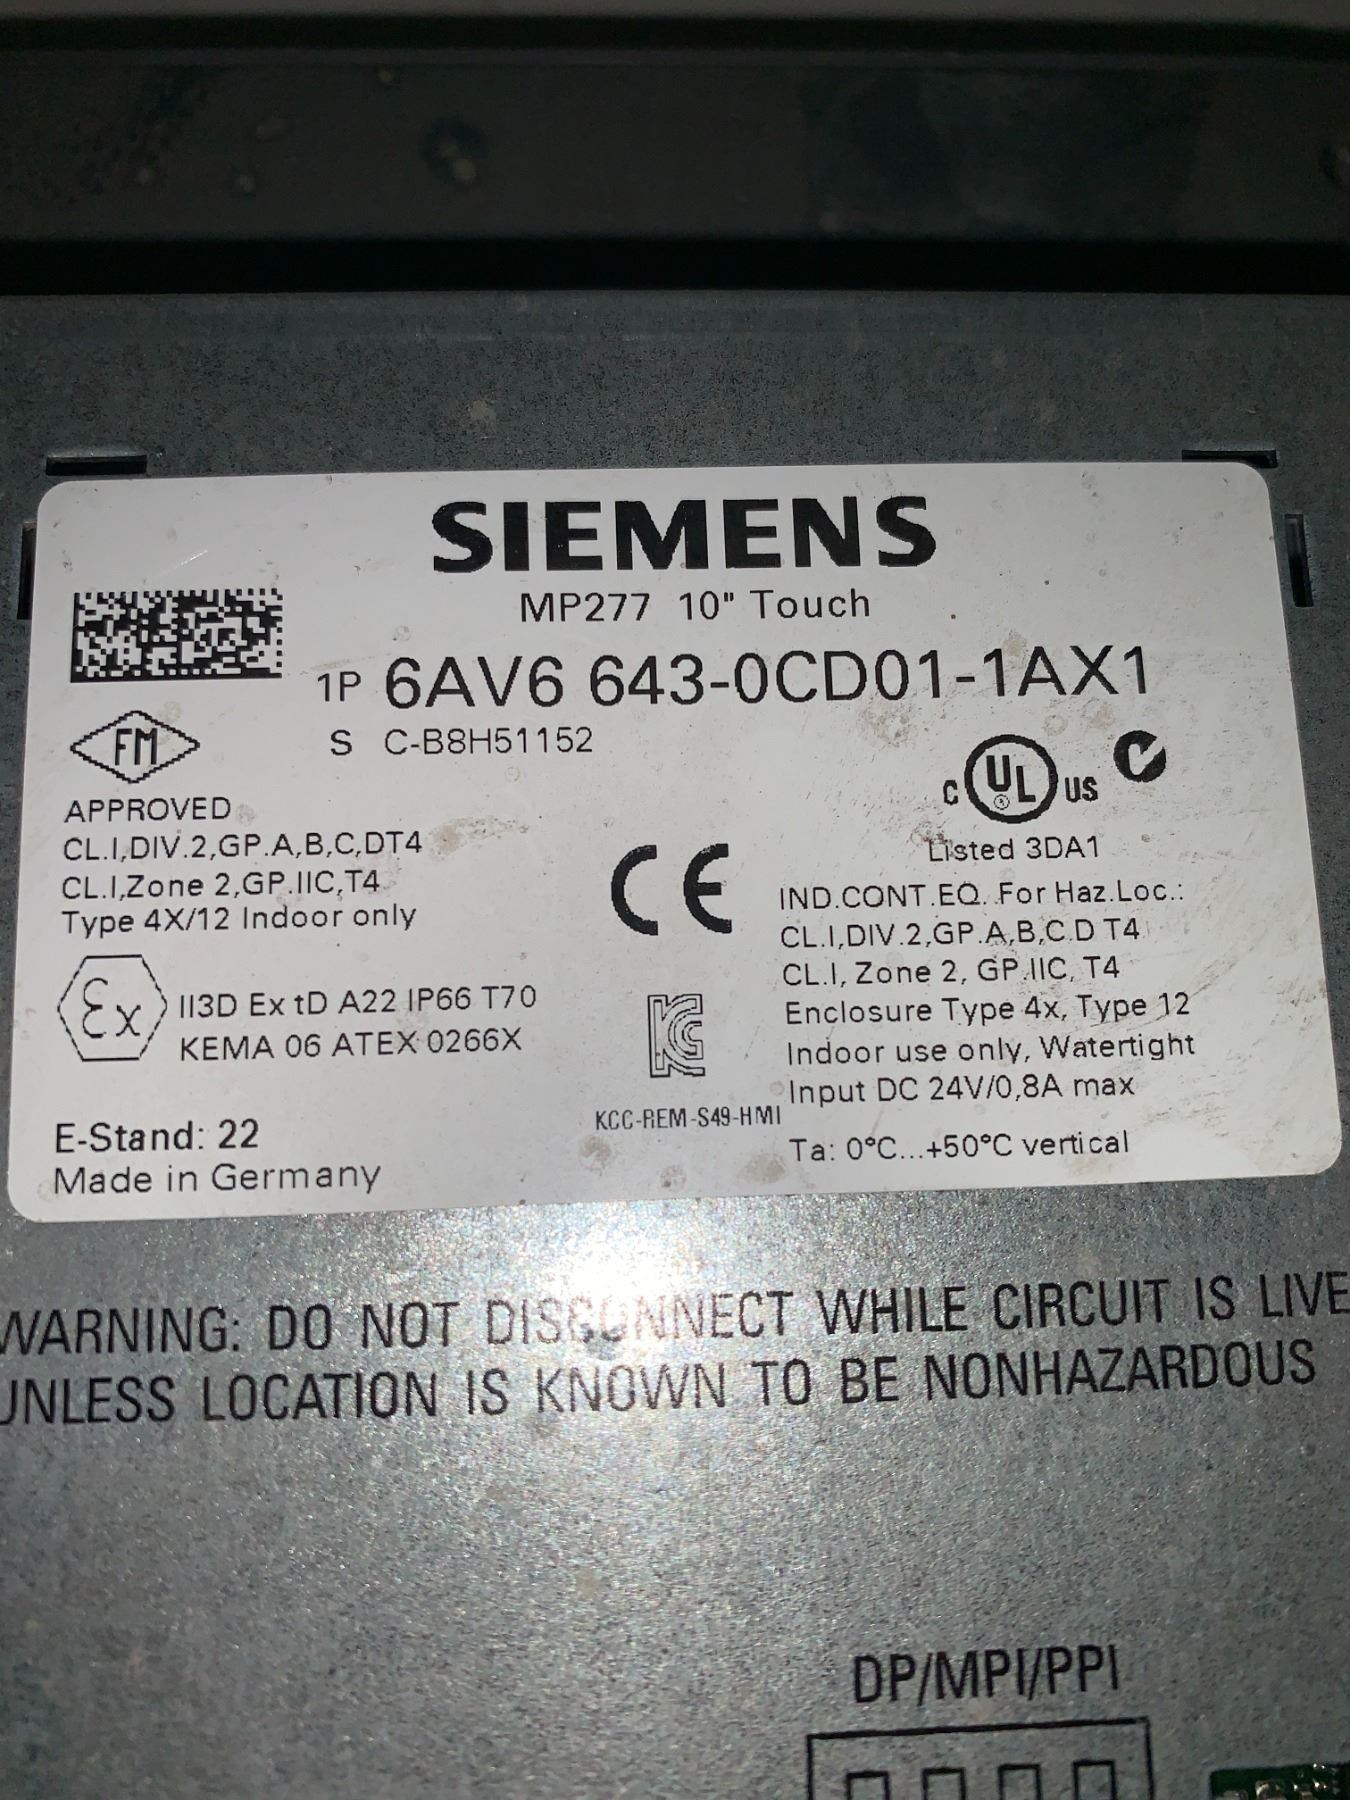 SIEMENS
MP277 10" Touch
1P 6AV6 643-0CD01-1AX1
S C-B8H51152
FM
APPROVED
CL.I,DIV.2,GP.A,B,C,DT4
CL.I,Zone 2,GP.IIC,T4
Type 4X/12 Indoor only
Ex II3D Ex tD A22 IP66 T70
KEMA 06 ATEX 0266X
E-Stand: 22
Made in Germany
CE
KC
KCC-REM-S49-HMI
C UL US
Listed 3DA1
IND.CONT.EQ. For Haz.Loc.:
CL.I,DIV.2,GP.A,B,C.D T4
CL.I, Zone 2, GP.IIC, T4
Enclosure Type 4x, Type 12
Indoor use only, Watertight
Input DC 24V/0,8A max
Ta: 0°C...+50°C vertical
WARNING: DO NOT DISCONNECT WHILE CIRCUIT IS LIVE
UNLESS LOCATION IS KNOWN TO BE NONHAZARDOUS
DP/MPI/PPI